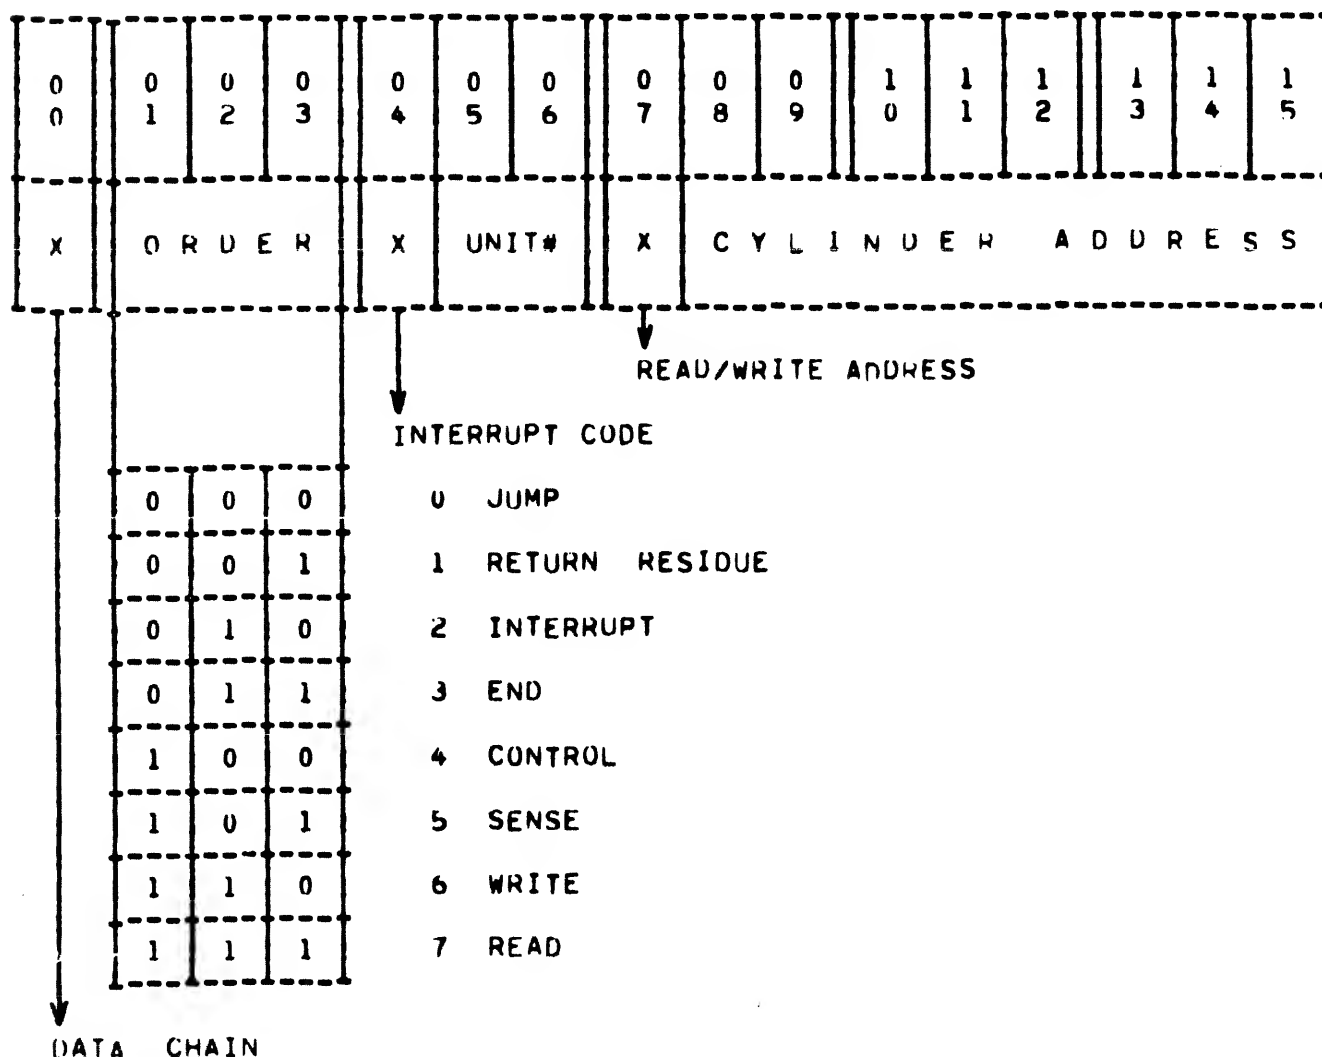 0 0 0 0 0 0 0 0 0 0 1 1 1 1 1 1
0 1 2 3 4 5 6 7 8 9 0 1 2 3 4 5
X ORDER X UNIT# X CYLINDER ADDRESS
READ/WRITE ADDRESS
INTERRUPT CODE
0 0 0 0 JUMP
0 0 1 1 RETURN RESIDUE
0 1 0 2 INTERRUPT
0 1 1 3 END
1 0 0 4 CONTROL
1 0 1 5 SENSE
1 1 0 6 WRITE
1 1 1 7 READ
DATA CHAIN